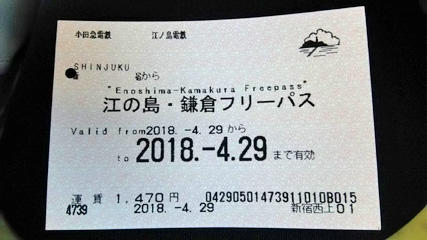 小田急電鉄 江ノ島電鉄
SHINJUKU
から
"Enoshima-Kamakura Freepass"
江の島・鎌倉フリーパス
Valid from 2018. -4. 29 から
to 2018.-4.29 まで有効
運賃 1,470円 04290501473911010B015
4739 2018. -4. 29 新宿西上01